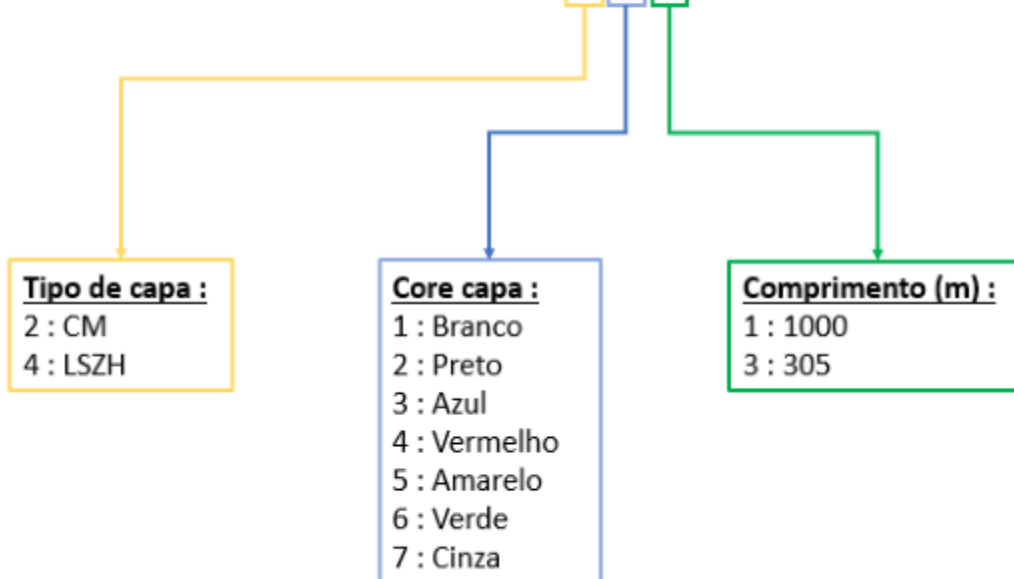 Tipo de capa :
2 : CM
4 : LSZH
Core capa :
1 : Branco
2 : Preto
3 : Azul
4 : Vermelho
5 : Amarelo
6 : Verde
7 : Cinza
Comprimento (m) :
1 : 1000
3 : 305